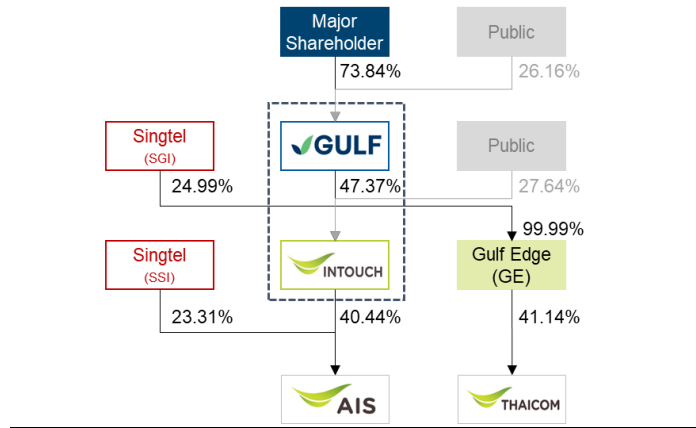 Major
Shareholder
Public
73.84%
26.16%
Singtel
(SGI)
GULF
Public
24.99%
47.37%
27.64%
99.99%
Singtel
(SSI)
INTOUCH
Gulf Edge
(GE)
23.31%
40.44%
41.14%
AIS
THAICOM